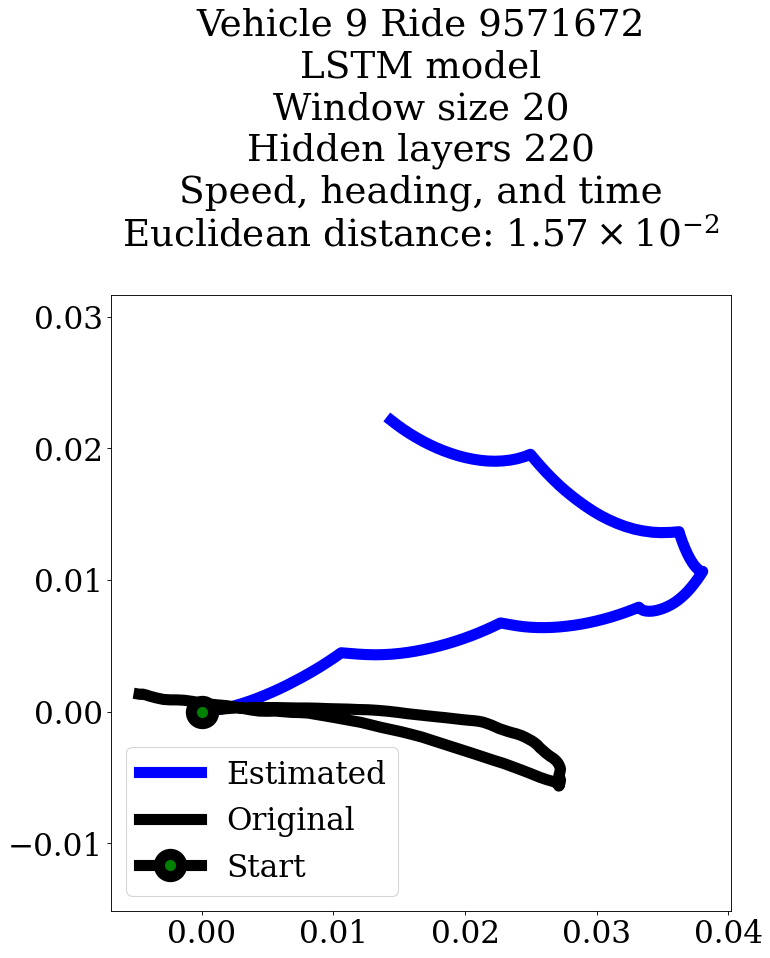 Vehicle 9 Ride 9571672
LSTM model
Window size 20
Hidden layers 220
Speed, heading, and time
Euclidean distance: 1.57 × 10⁻²
0.03
0.02
0.01
0.00
−0.01
Estimated
Original
Start
0.00 0.01 0.02 0.03 0.04